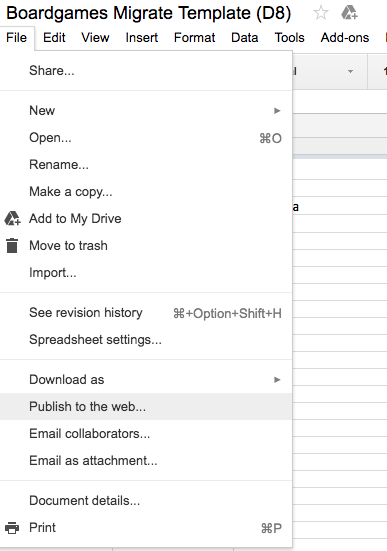 Boardgames Migrate Template (D8)
File Edit View Insert Format Data Tools Add-ons
Share...
New ►
Open... ⌘O
Rename...
Make a copy...
a
Add to My Drive
Move to trash
Import...
See revision history ⌘+Option+Shift+H
Spreadsheet settings...
Download as ►
Publish to the web...
Email collaborators...
Email as attachment...
Document details...
Print ⌘P